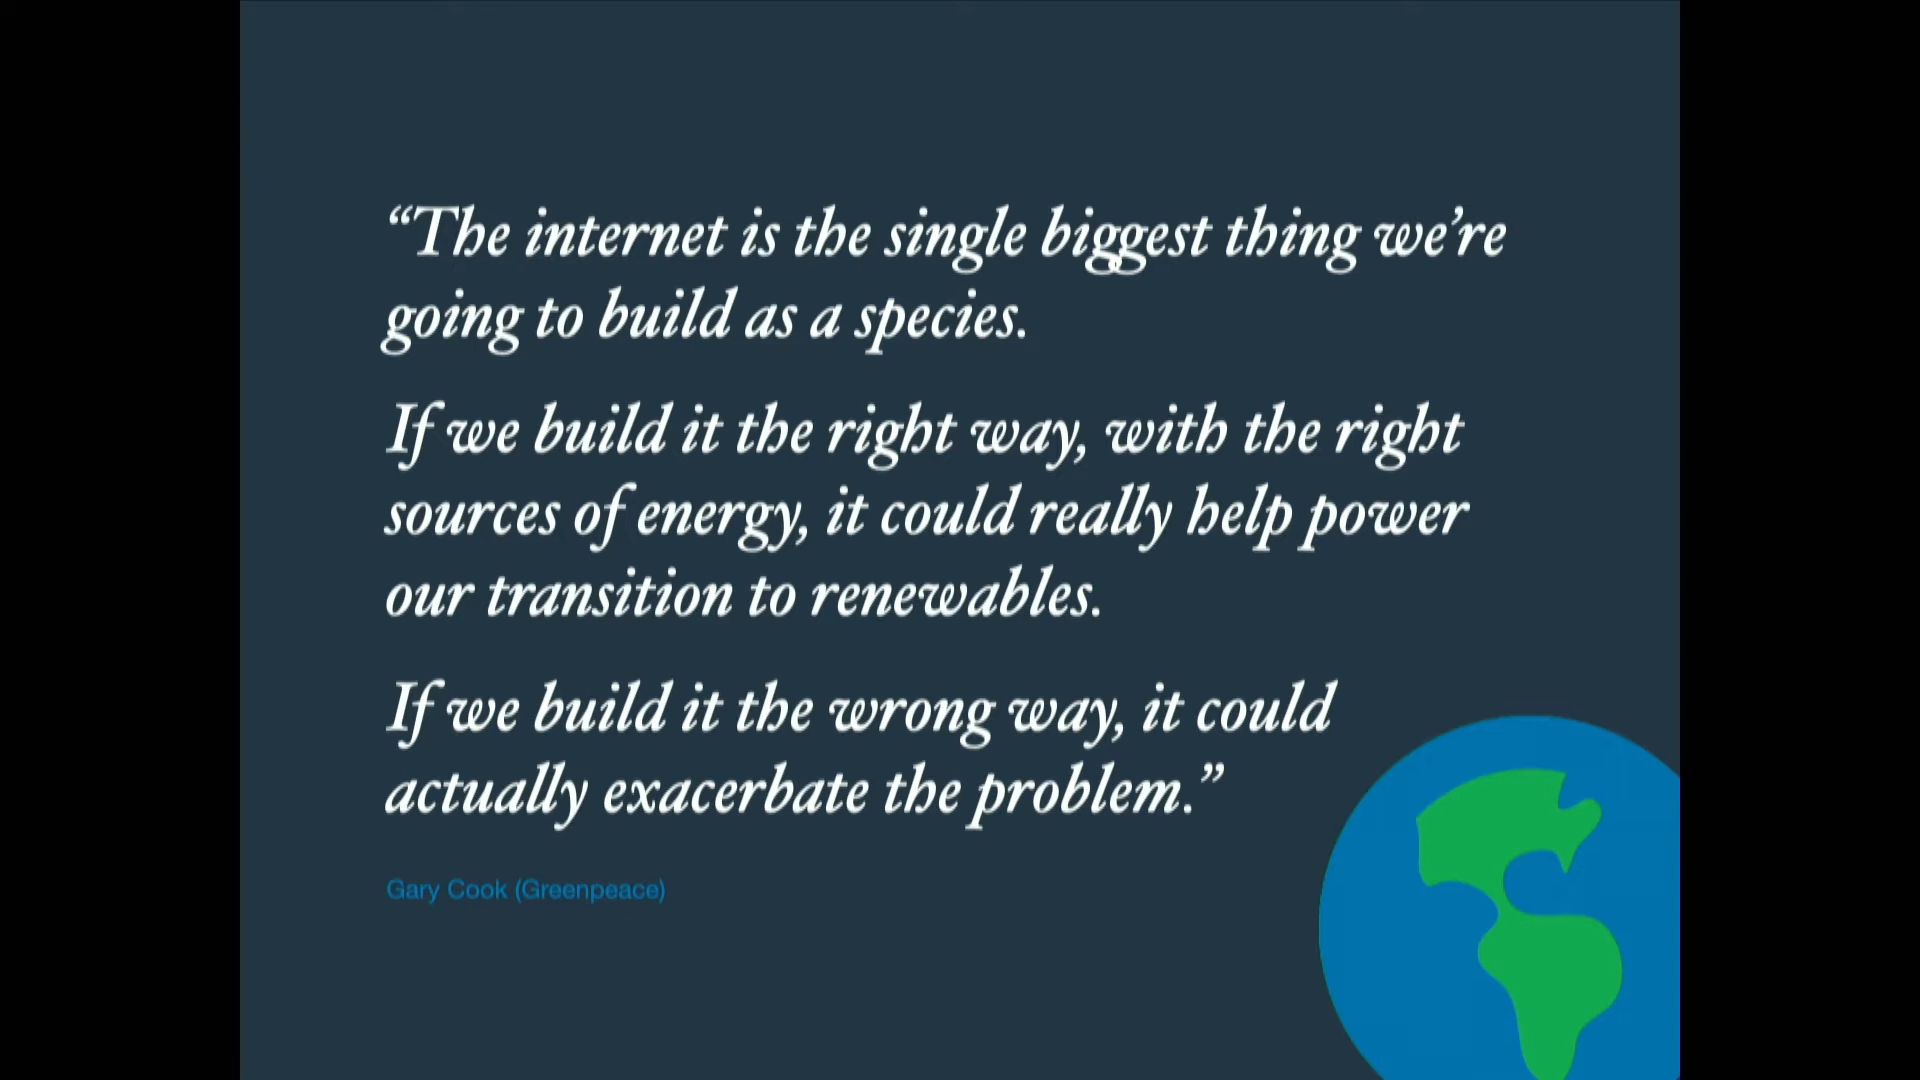 “The internet is the single biggest thing we’re
going to build as a species.
If we build it the right way, with the right
sources of energy, it could really help power
our transition to renewables.
If we build it the wrong way, it could
actually exacerbate the problem.”
Gary Cook (Greenpeace)